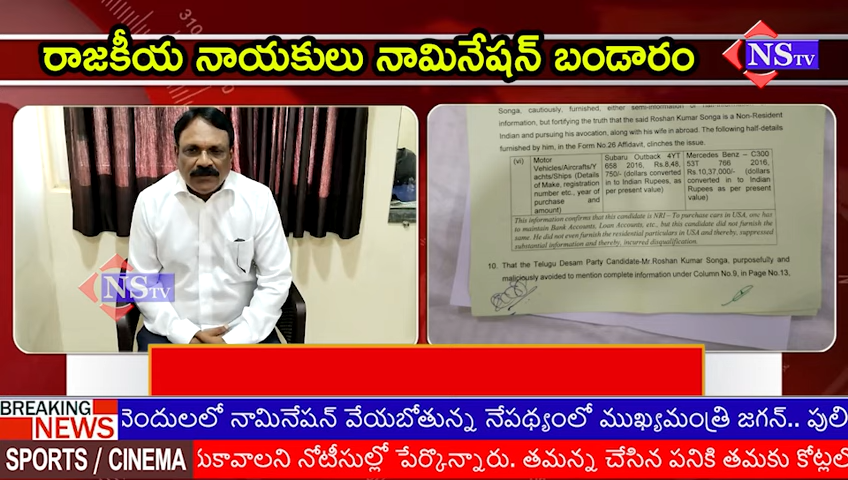 310
రాజకీయ నాయకులు నామినేషన్ బండారం
NS TV
Songa, cautiously, furnished, either
information, but fortifying the truth that the said Roshan Kumar Songa is a Non-Resident
Indian and pursuing his avocation, along with his wife in abroad. The following half-details
furnished by him, in the Form No.26 Affidavit, clinches the issue.
(vi) Motor Vehicles/Aircrafts/Yachts/Ships (Details of Make, registration number etc., year of purchase and amount)
Subaru Outback 4YT 658 2016, Rs.8,48,750/- (dollars converted in to Indian Rupees, as per present value)
Mercedes Benz – C300 53T 766 2016, Rs.10,37,000/- (dollars converted in to Indian Rupees as per present value)
This information confirms that this candidate is NRI – To purchase cars in USA, one has
to maintain Bank Accounts, Loan Accounts, etc., but this candidate did not furnish the
same. He did not even furnish the residential particulars in USA and thereby, suppressed
substantial information and thereby, incurred disqualification.
10. That the Telugu Desam Party Candidate-Mr.Roshan Kumar Songa, purposefully and
maliciously avoided to mention complete information under Column No.9, in Page No.13,
NS TV
BREAKING NEWS
వెందులలో నామినేషన్ వేయబోతున్న నేపథ్యంలో ముఖ్యమంత్రి జగన్.. పులి
SPORTS / CINEMA
ుకావాలని నోటీసుల్లో పేర్కొన్నారు. తమన్న చేసిన పనికి తమకు కోట్లలో